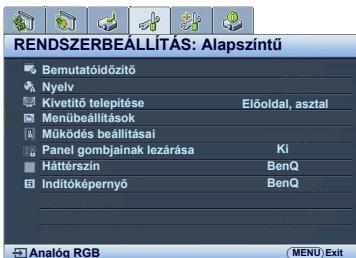 RENDSZERBEÁLLÍTÁS: Alapszíntű
Bemutatóidőzítő
Nyelv
Kivetítő telepítése Előoldal, asztal
Menübeállítások
Működés beállításai
Panel gombjainak lezárása Ki
Háttérszín BenQ
Indítóképernyő BenQ
Analóg RGB MENU Exit